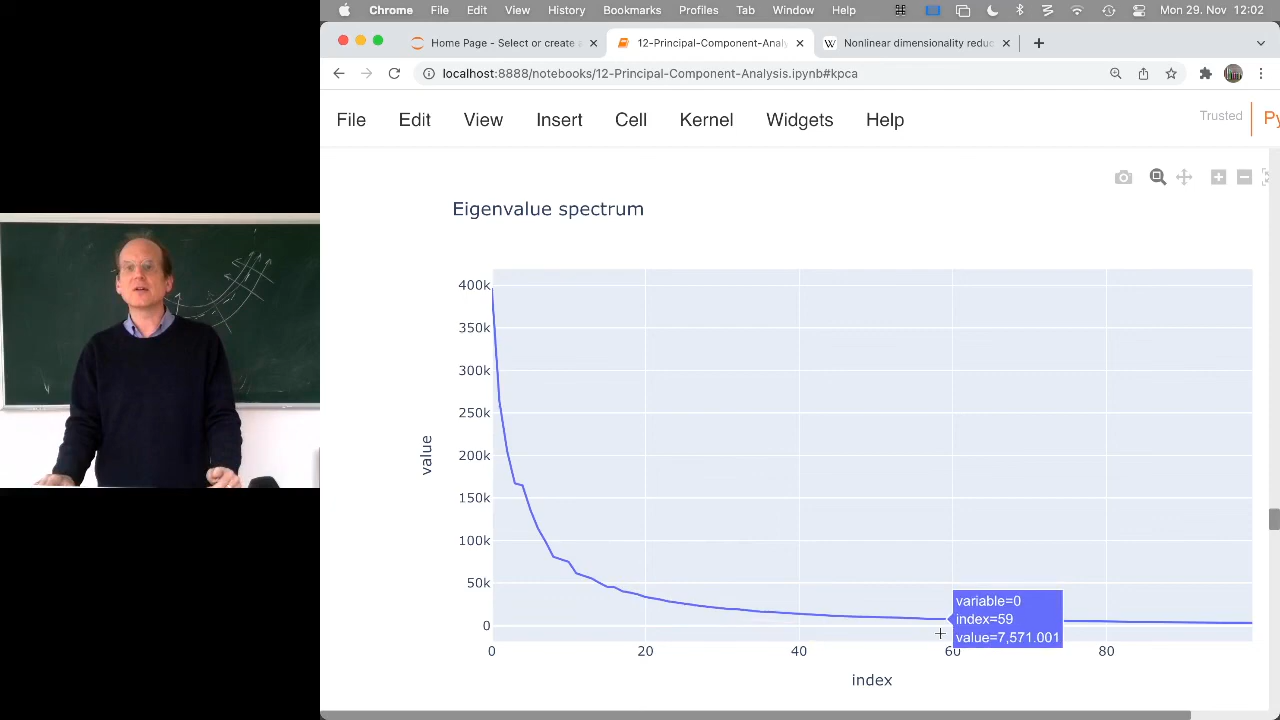 Chrome File Edit View History Bookmarks Profiles Tab Window Help Mon 29. Nov 12:02
Home Page - Select or create a
12-Principal-Component-Analy
Nonlinear dimensionality reduc
localhost:8888/notebooks/12-Principal-Component-Analysis.ipynb#kpca
File Edit View Insert Cell Kernel Widgets Help
Trusted
Py
Eigenvalue spectrum
400k
350k
300k
250k
200k
150k
100k
50k
0
value
variable=0
index=59
value=7,571.001
0 20 40 60 80
index